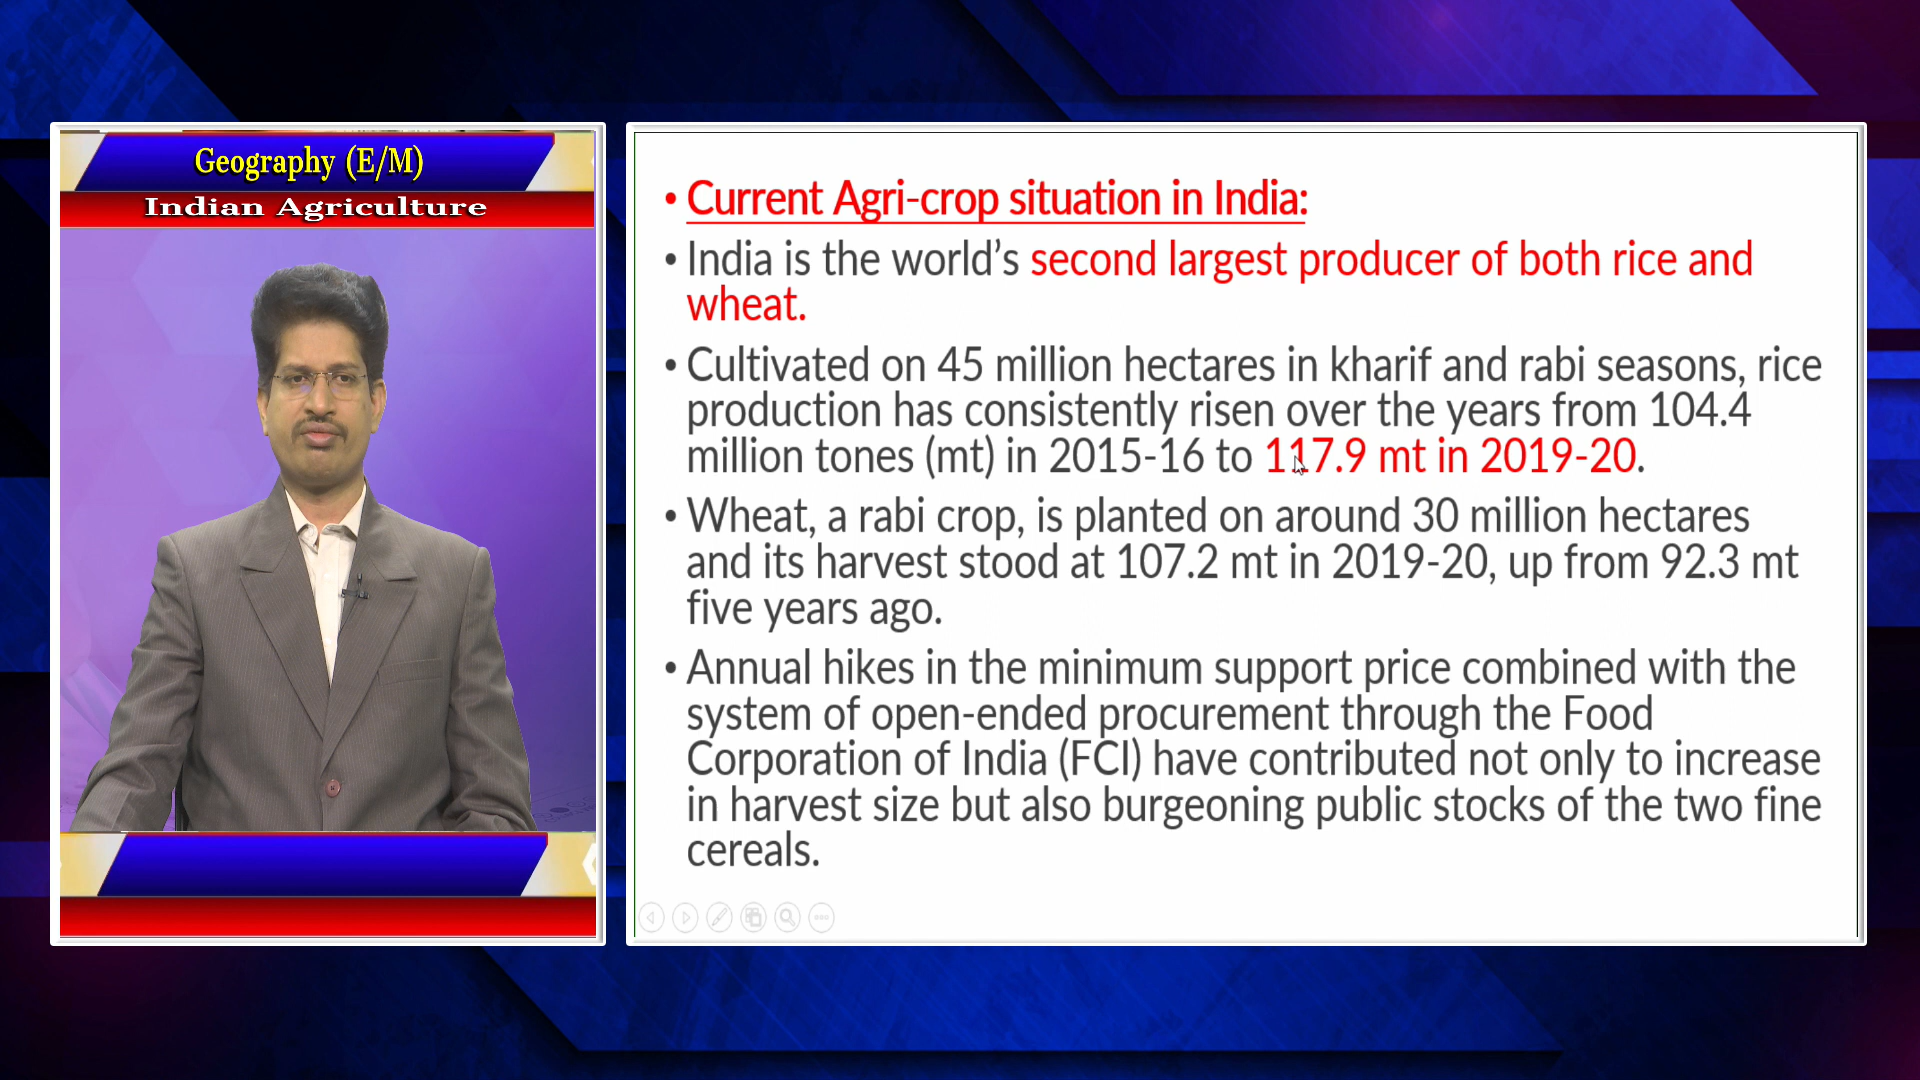 Geography (E/M)
Indian Agriculture
• Current Agri-crop situation in India:
• India is the world’s second largest producer of both rice and
wheat.
• Cultivated on 45 million hectares in kharif and rabi seasons, rice
production has consistently risen over the years from 104.4
million tones (mt) in 2015-16 to 117.9 mt in 2019-20.
• Wheat, a rabi crop, is planted on around 30 million hectares
and its harvest stood at 107.2 mt in 2019-20, up from 92.3 mt
five years ago.
• Annual hikes in the minimum support price combined with the
system of open-ended procurement through the Food
Corporation of India (FCI) have contributed not only to increase
in harvest size but also burgeoning public stocks of the two fine
cereals.